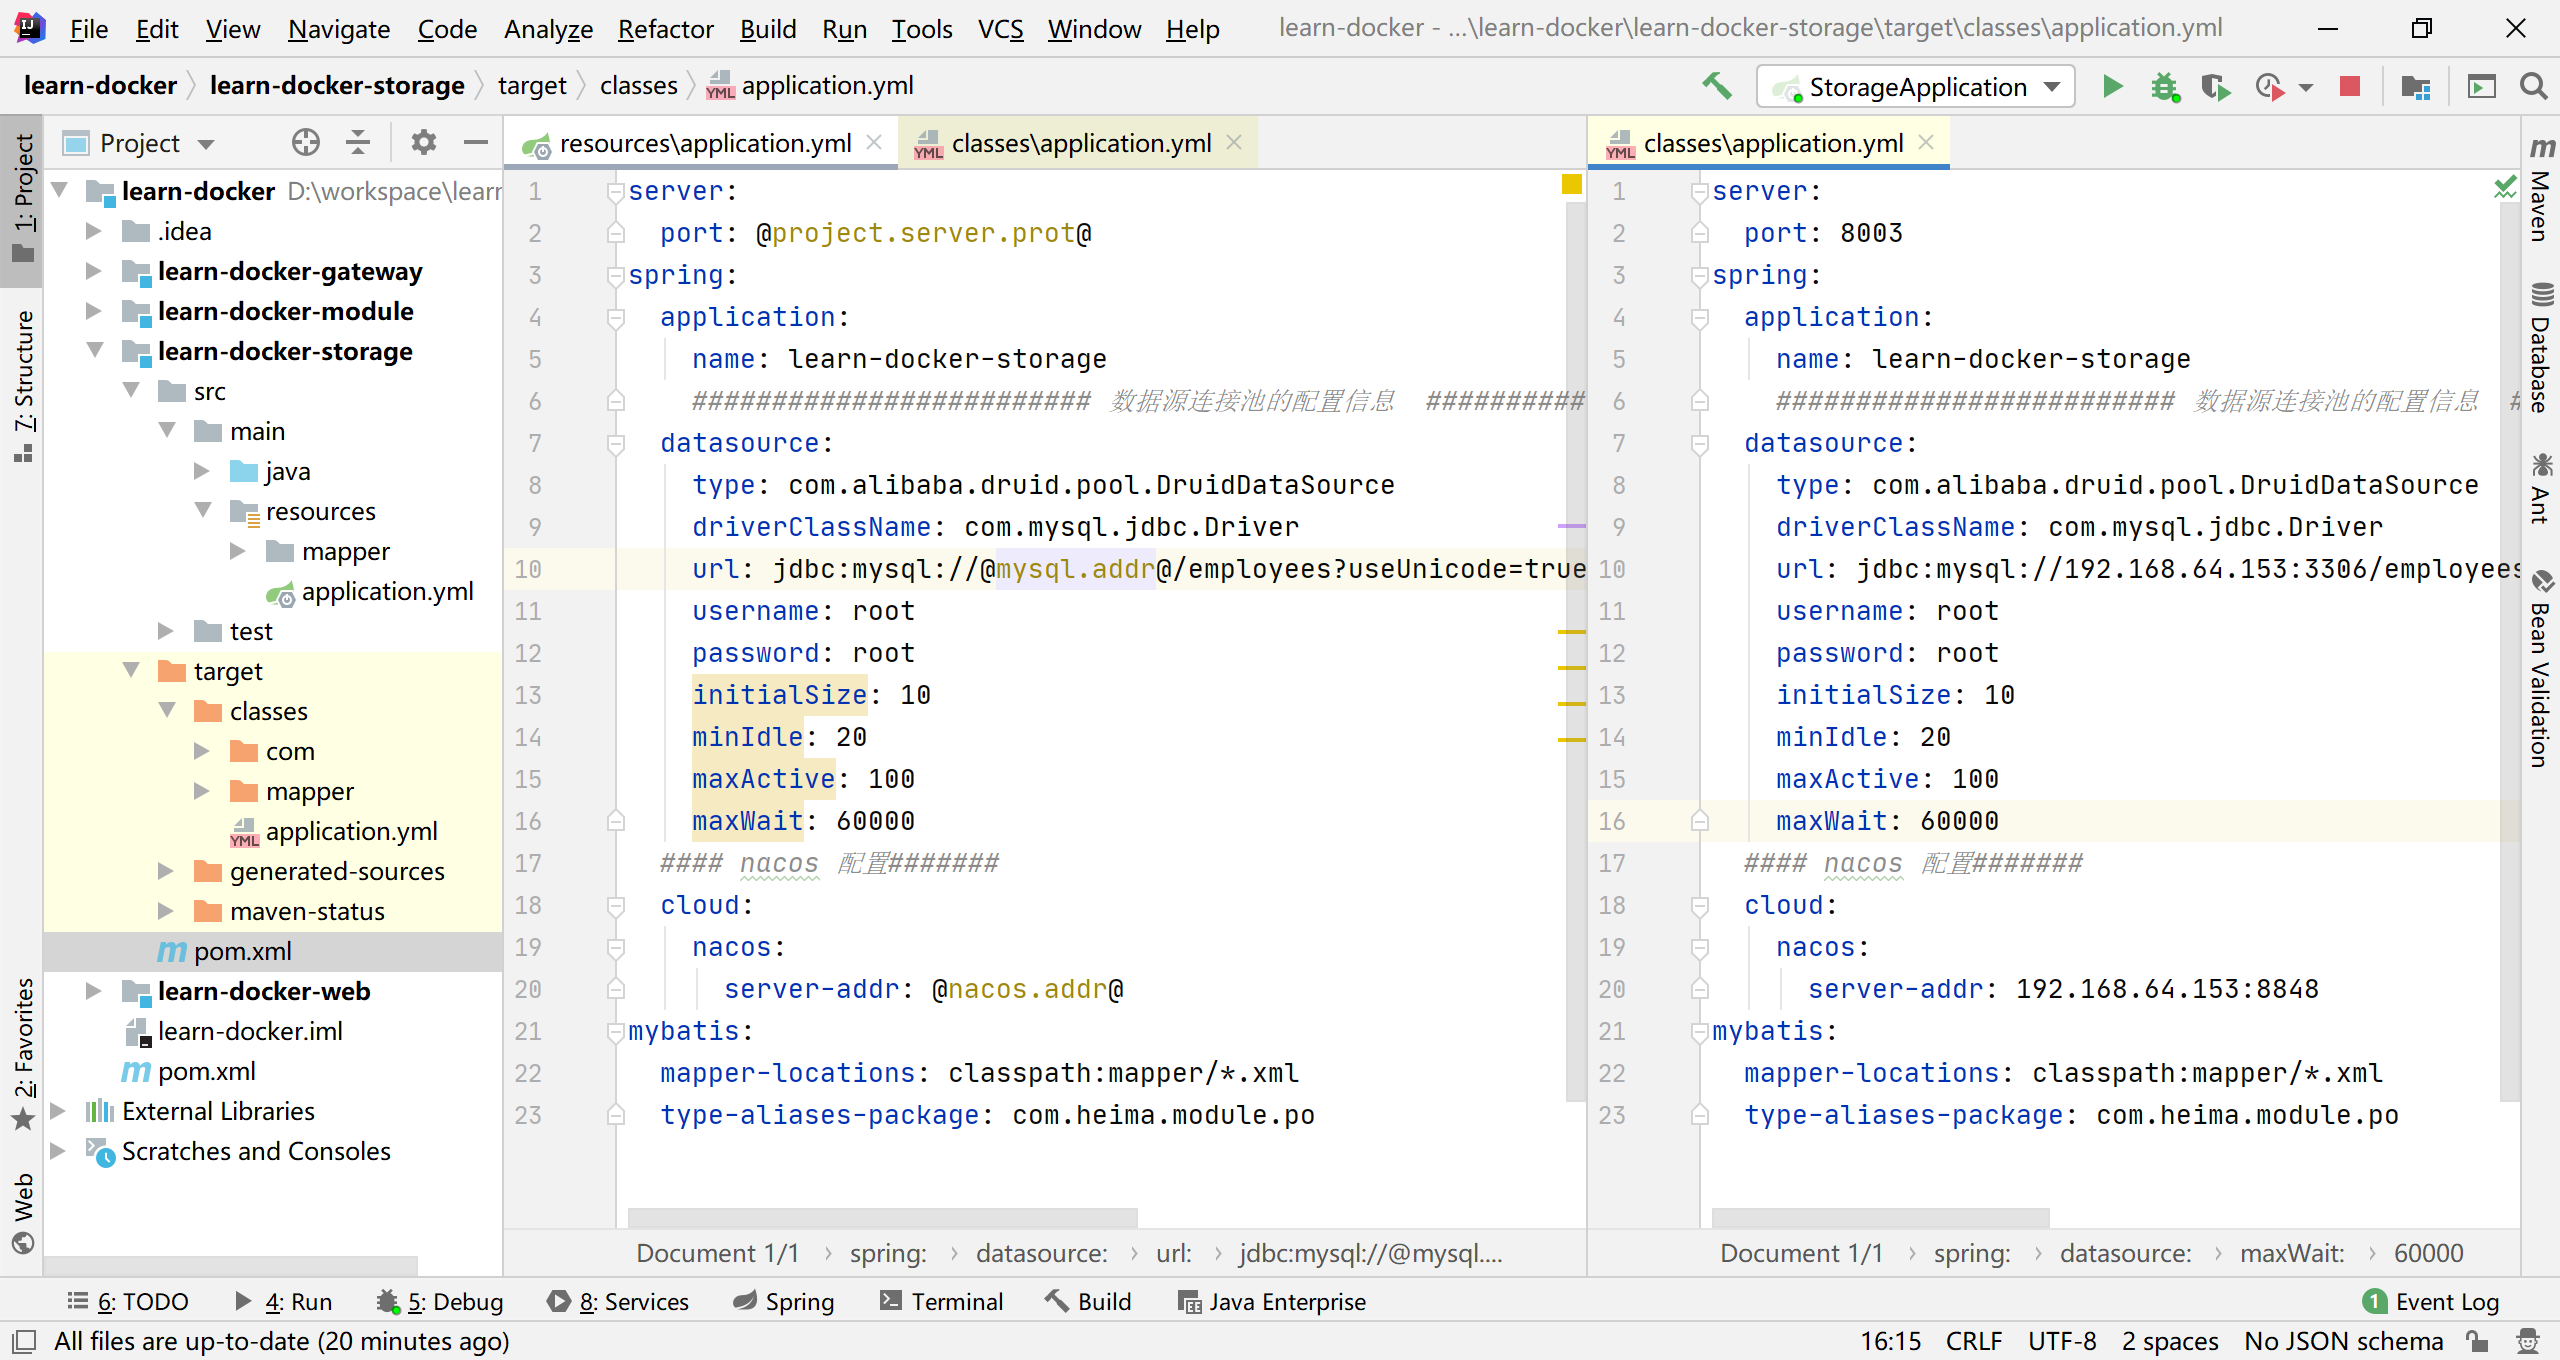 File Edit View Navigate Code Analyze Refactor Build Run Tools VCS Window Help learn-docker - ...\learn-docker\learn-docker-storage\target\classes\application.yml
learn-docker learn-docker-storage target classes application.yml StorageApplication
1: Project
7: Structure
2: Favorites
Web
Project
learn-docker D:\workspace\learn
.idea
learn-docker-gateway
learn-docker-module
learn-docker-storage
src
main
java
resources
mapper
application.yml
test
target
classes
com
mapper
application.yml
generated-sources
maven-status
pom.xml
learn-docker-web
learn-docker.iml
pom.xml
External Libraries
Scratches and Consoles
resources\application.yml classes\application.yml
1 server:
2 port: @project.server.prot@
3 spring:
4 application:
5 name: learn-docker-storage
6 ######################### 数据源连接池的配置信息 ##########
7 datasource:
8 type: com.alibaba.druid.pool.DruidDataSource
9 driverClassName: com.mysql.jdbc.Driver
10 url: jdbc:mysql://@mysql.addr@/employees?useUnicode=true
11 username: root
12 password: root
13 initialSize: 10
14 minIdle: 20
15 maxActive: 100
16 maxWait: 60000
17 #### nacos 配置#######
18 cloud:
19 nacos:
20 server-addr: @nacos.addr@
21 mybatis:
22 mapper-locations: classpath:mapper/*.xml
23 type-aliases-package: com.heima.module.po
Document 1/1 › spring: › datasource: › url: › jdbc:mysql://@mysql....
classes\application.yml
1 server:
2 port: 8003
3 spring:
4 application:
5 name: learn-docker-storage
6 ######################### 数据源连接池的配置信息 #
7 datasource:
8 type: com.alibaba.druid.pool.DruidDataSource
9 driverClassName: com.mysql.jdbc.Driver
10 url: jdbc:mysql://192.168.64.153:3306/employees
11 username: root
12 password: root
13 initialSize: 10
14 minIdle: 20
15 maxActive: 100
16 maxWait: 60000
17 #### nacos 配置#######
18 cloud:
19 nacos:
20 server-addr: 192.168.64.153:8848
21 mybatis:
22 mapper-locations: classpath:mapper/*.xml
23 type-aliases-package: com.heima.module.po
Document 1/1 › spring: › datasource: › maxWait: › 60000
Maven
Database
Ant
Bean Validation
6: TODO 4: Run 5: Debug 8: Services Spring Terminal Build Java Enterprise 1 Event Log
All files are up-to-date (20 minutes ago) 16:15 CRLF UTF-8 2 spaces No JSON schema